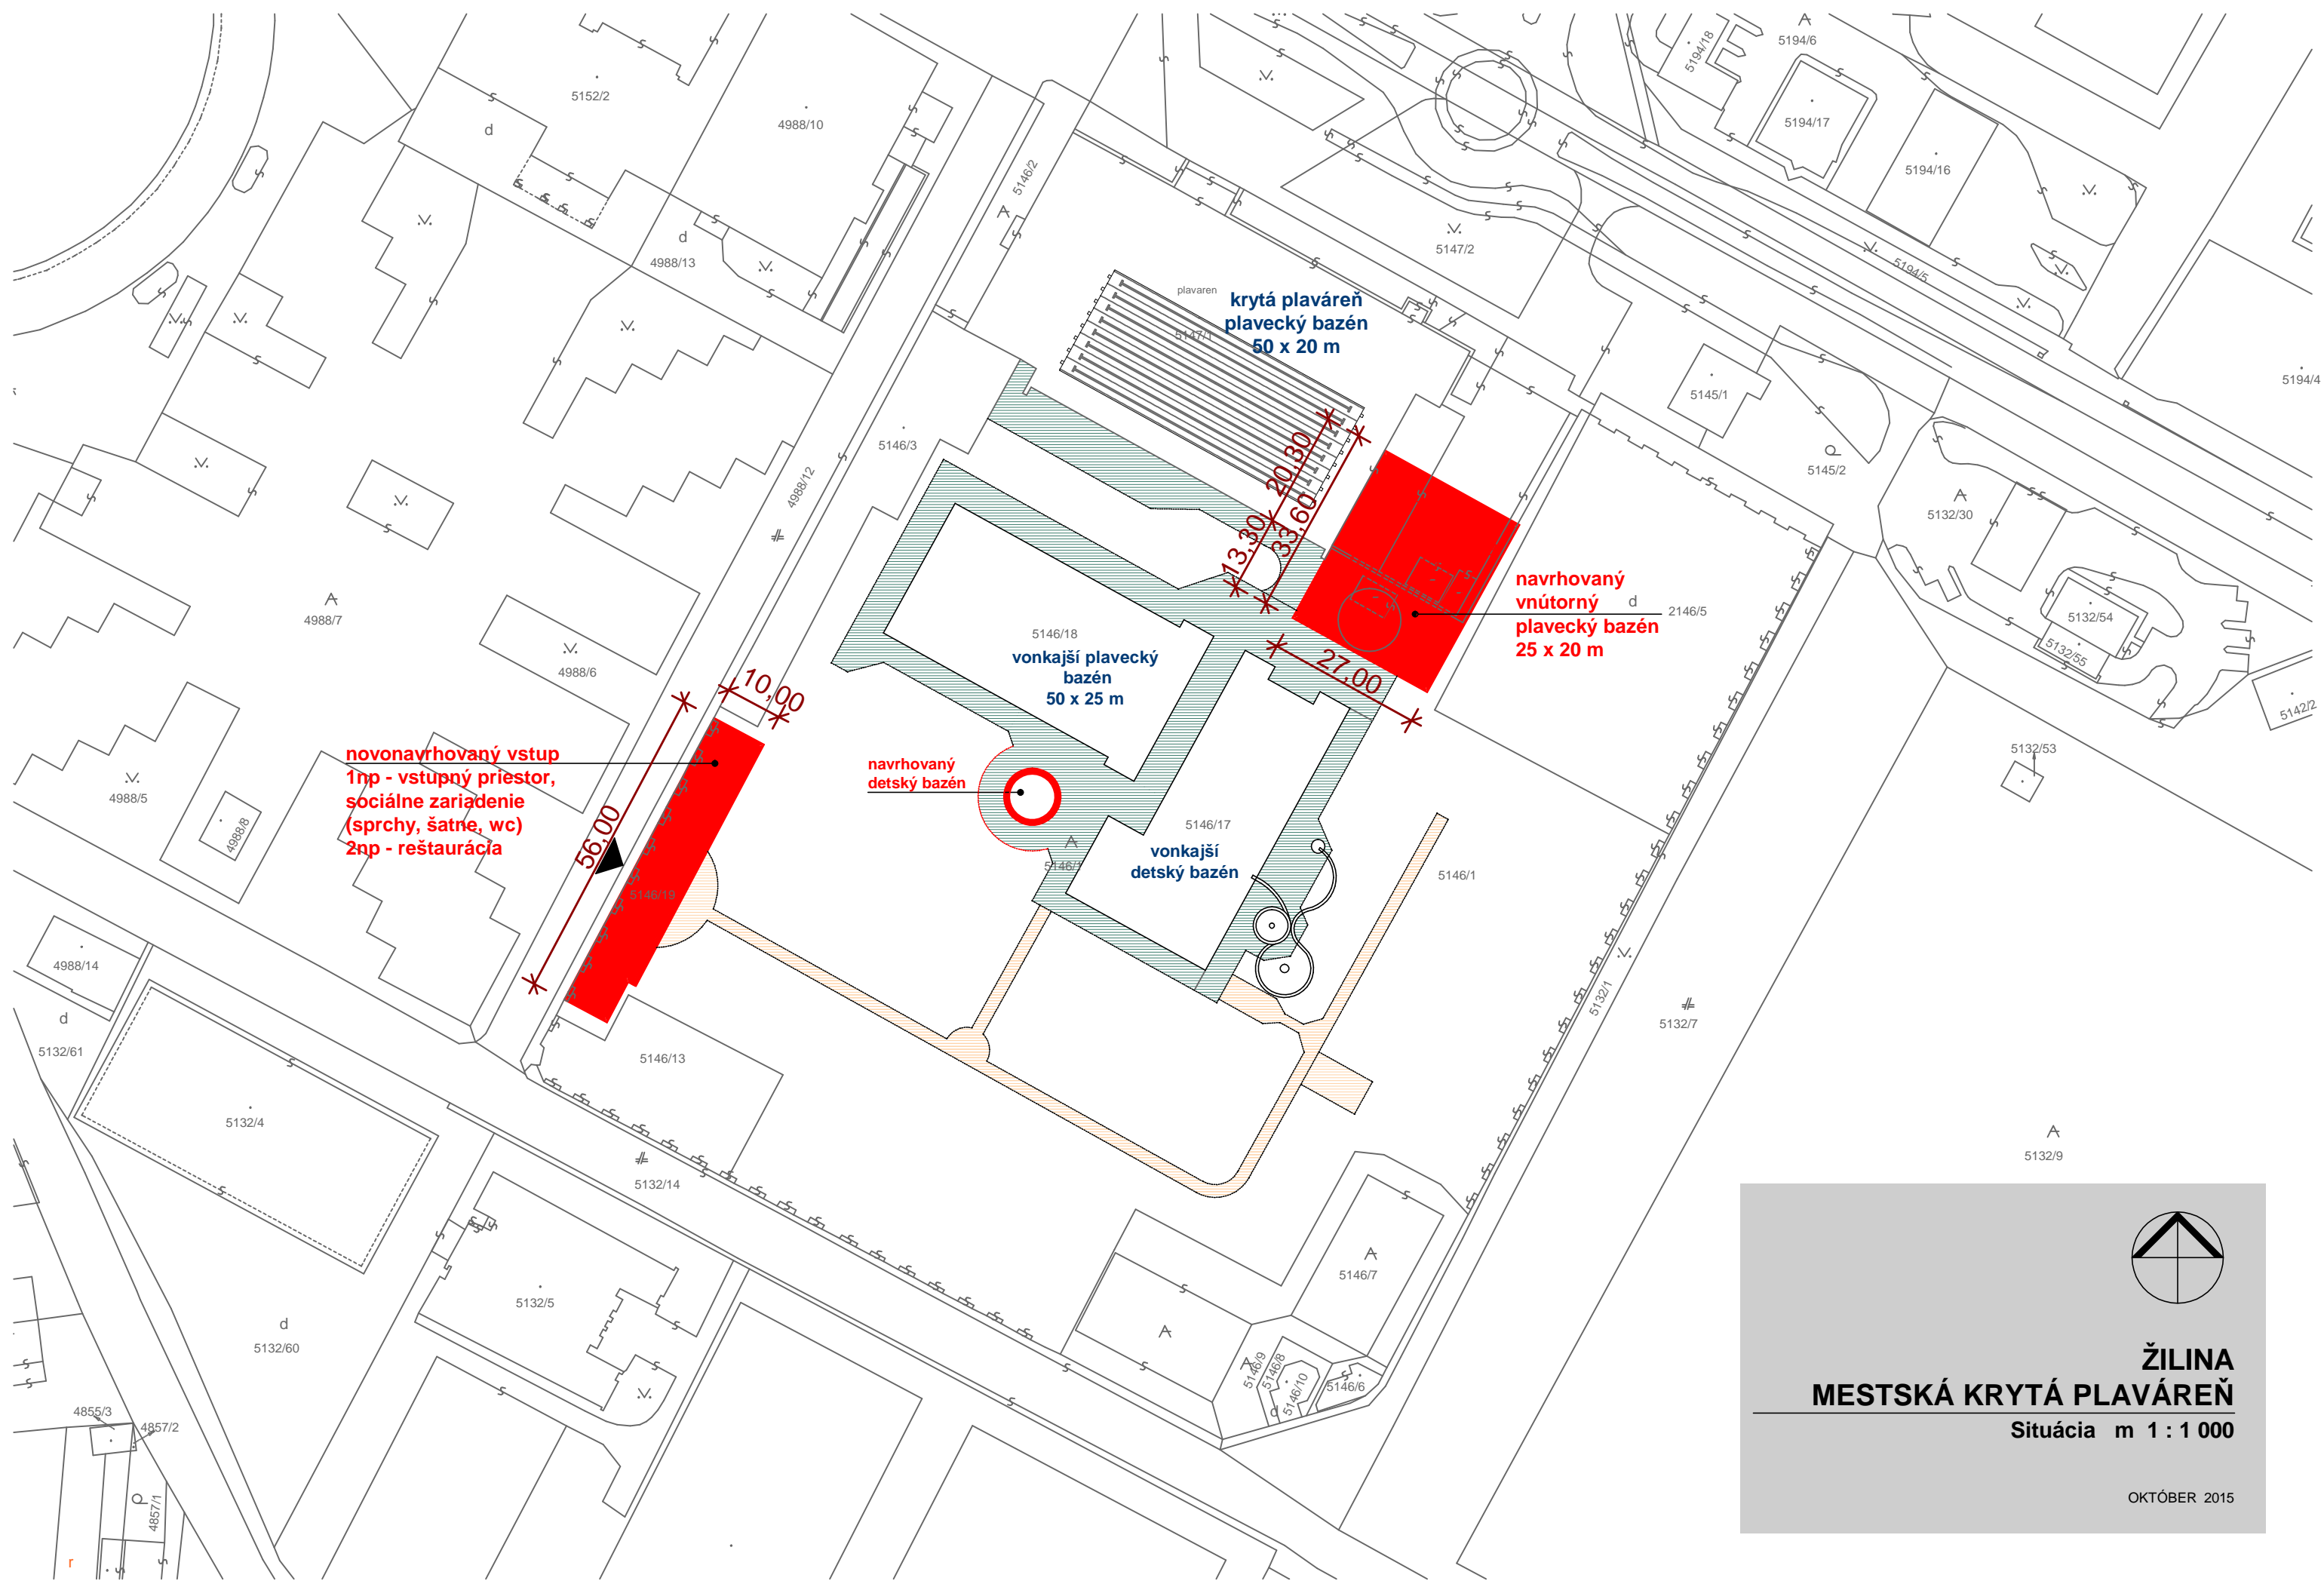 5152/2
d
4988/10
5146/2
5194/18
5194/6
5194/17
5194/16
5194/5
5194/4
5147/2
d
4988/13
plavaren
5147/1
krytá plaváreň
plavecký bazén
50 x 20 m
5145/1
5145/2
5146/3
4988/12
20,30
33,60
13,30
5132/30
5132/54
5132/55
5142/2
4988/7
4988/6
navrhovaný
vnútorný
plavecký bazén
25 x 20 m
d
2146/5
5146/18
vonkajší plavecký
bazén
50 x 25 m
27,00
10,00
56,00
novonavrhovaný vstup
1np - vstupný priestor,
sociálne zariadenie
(sprchy, šatne, wc)
2np - reštaurácia
4988/5
4988/8
navrhovaný
detský bazén
5146/17
vonkajší
detský bazén
5146/1
5146/1
5132/53
5146/19
4988/14
d
5132/61
5132/4
5146/13
5132/14
5132/1
5132/7
5132/9
5132/5
d
5132/60
5146/7
5146/9
5146/8
5146/10
d
5146/6
4855/3
4857/2
4857/1
r
ŽILINA
MESTSKÁ KRYTÁ PLAVÁREŇ
Situácia m 1 : 1 000
OKTÓBER 2015